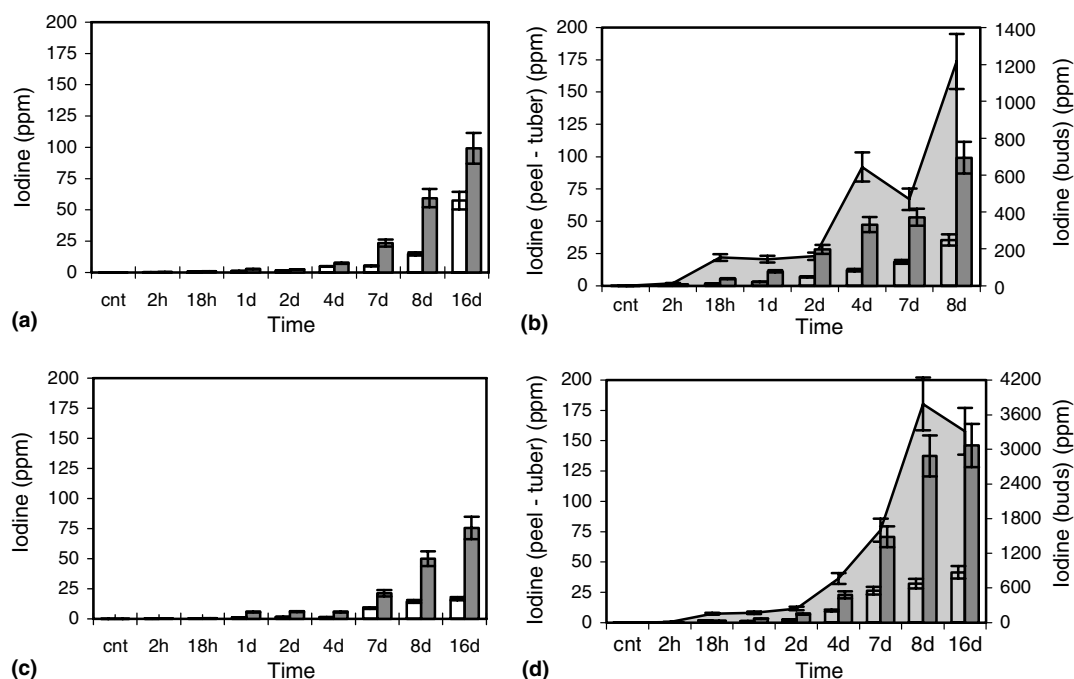 200
175
150
125
100
75
50
25
0
Iodine (ppm)
cnt 2h 18h 1d 2d 4d 7d 8d 16d
Time
(a)
200
175
150
125
100
75
50
25
0
Iodine (peel - tuber) (ppm)
1400
1200
1000
800
600
400
200
0
Iodine (buds) (ppm)
cnt 2h 18h 1d 2d 4d 7d 8d
Time
(b)
200
175
150
125
100
75
50
25
0
Iodine (ppm)
cnt 2h 18h 1d 2d 4d 7d 8d 16d
Time
(c)
200
175
150
125
100
75
50
25
0
Iodine (peel - tuber) (ppm)
4200
3600
3000
2400
1800
1200
600
0
Iodine (buds) (ppm)
cnt 2h 18h 1d 2d 4d 7d 8d 16d
Time
(d)